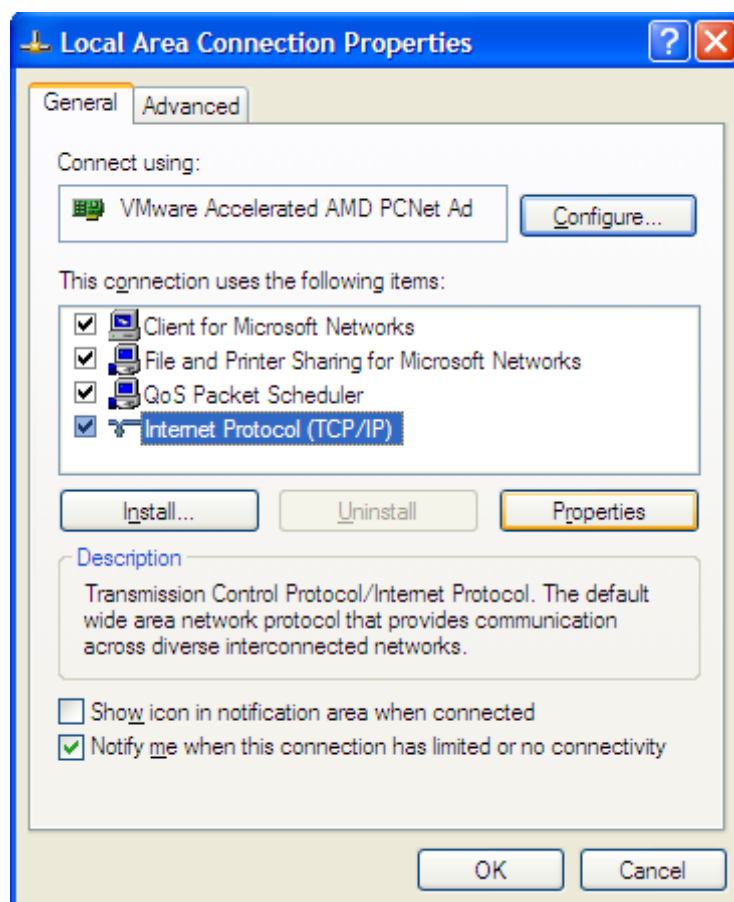 Local Area Connection Properties
General
Advanced
Connect using:
VMware Accelerated AMD PCNet Ad
Configure...
This connection uses the following items:
Client for Microsoft Networks
File and Printer Sharing for Microsoft Networks
QoS Packet Scheduler
Internet Protocol (TCP/IP)
Install...
Uninstall
Properties
Description
Transmission Control Protocol/Internet Protocol. The default
wide area network protocol that provides communication
across diverse interconnected networks.
Show icon in notification area when connected
Notify me when this connection has limited or no connectivity
OK
Cancel